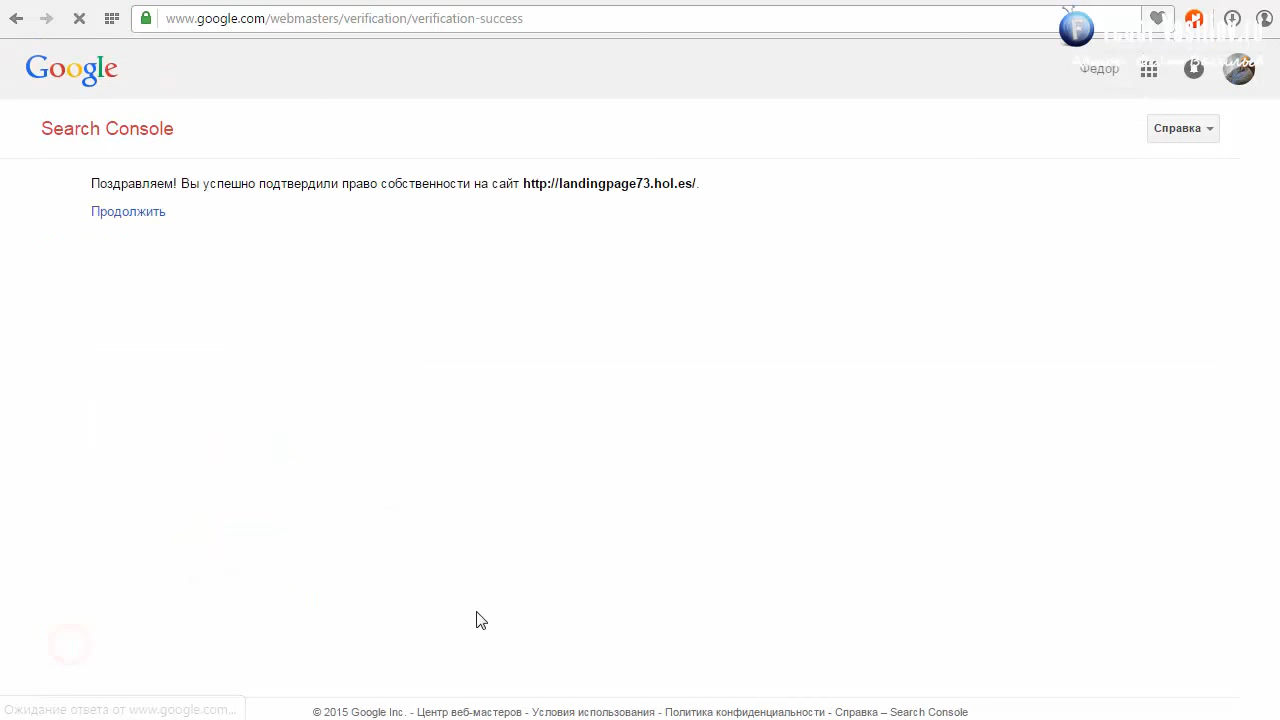 www.google.com/webmasters/verification/verification-success
Google
Федор
Search Console
Справка
Поздравляем! Вы успешно подтвердили право собственности на сайт http://landingpage73.hol.es/.
Продолжить
Ожидание ответа от www.google.com...
© 2015 Google Inc. - Центр веб-мастеров - Условия использования - Политика конфиденциальности - Справка – Search Console